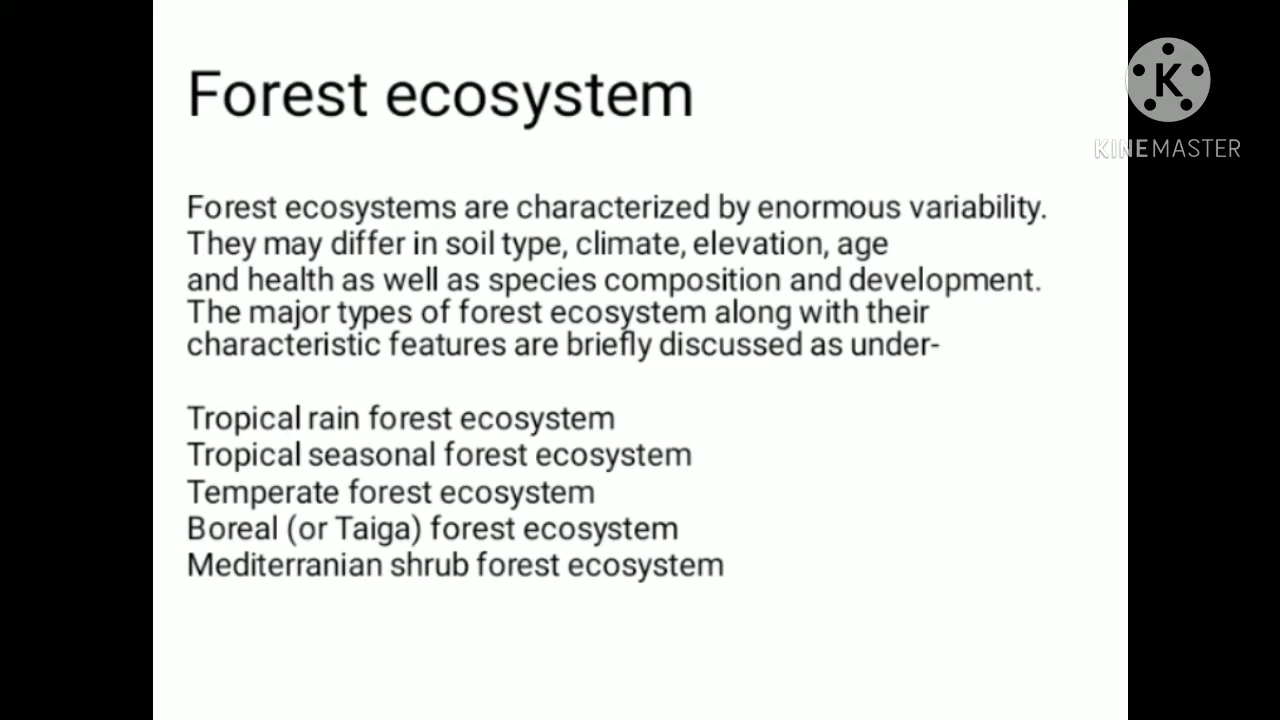 Forest ecosystem
K
KINEMASTER
Forest ecosystems are characterized by enormous variability.
They may differ in soil type, climate, elevation, age
and health as well as species composition and development.
The major types of forest ecosystem along with their
characteristic features are briefly discussed as under-
Tropical rain forest ecosystem
Tropical seasonal forest ecosystem
Temperate forest ecosystem
Boreal (or Taiga) forest ecosystem
Mediterranian shrub forest ecosystem